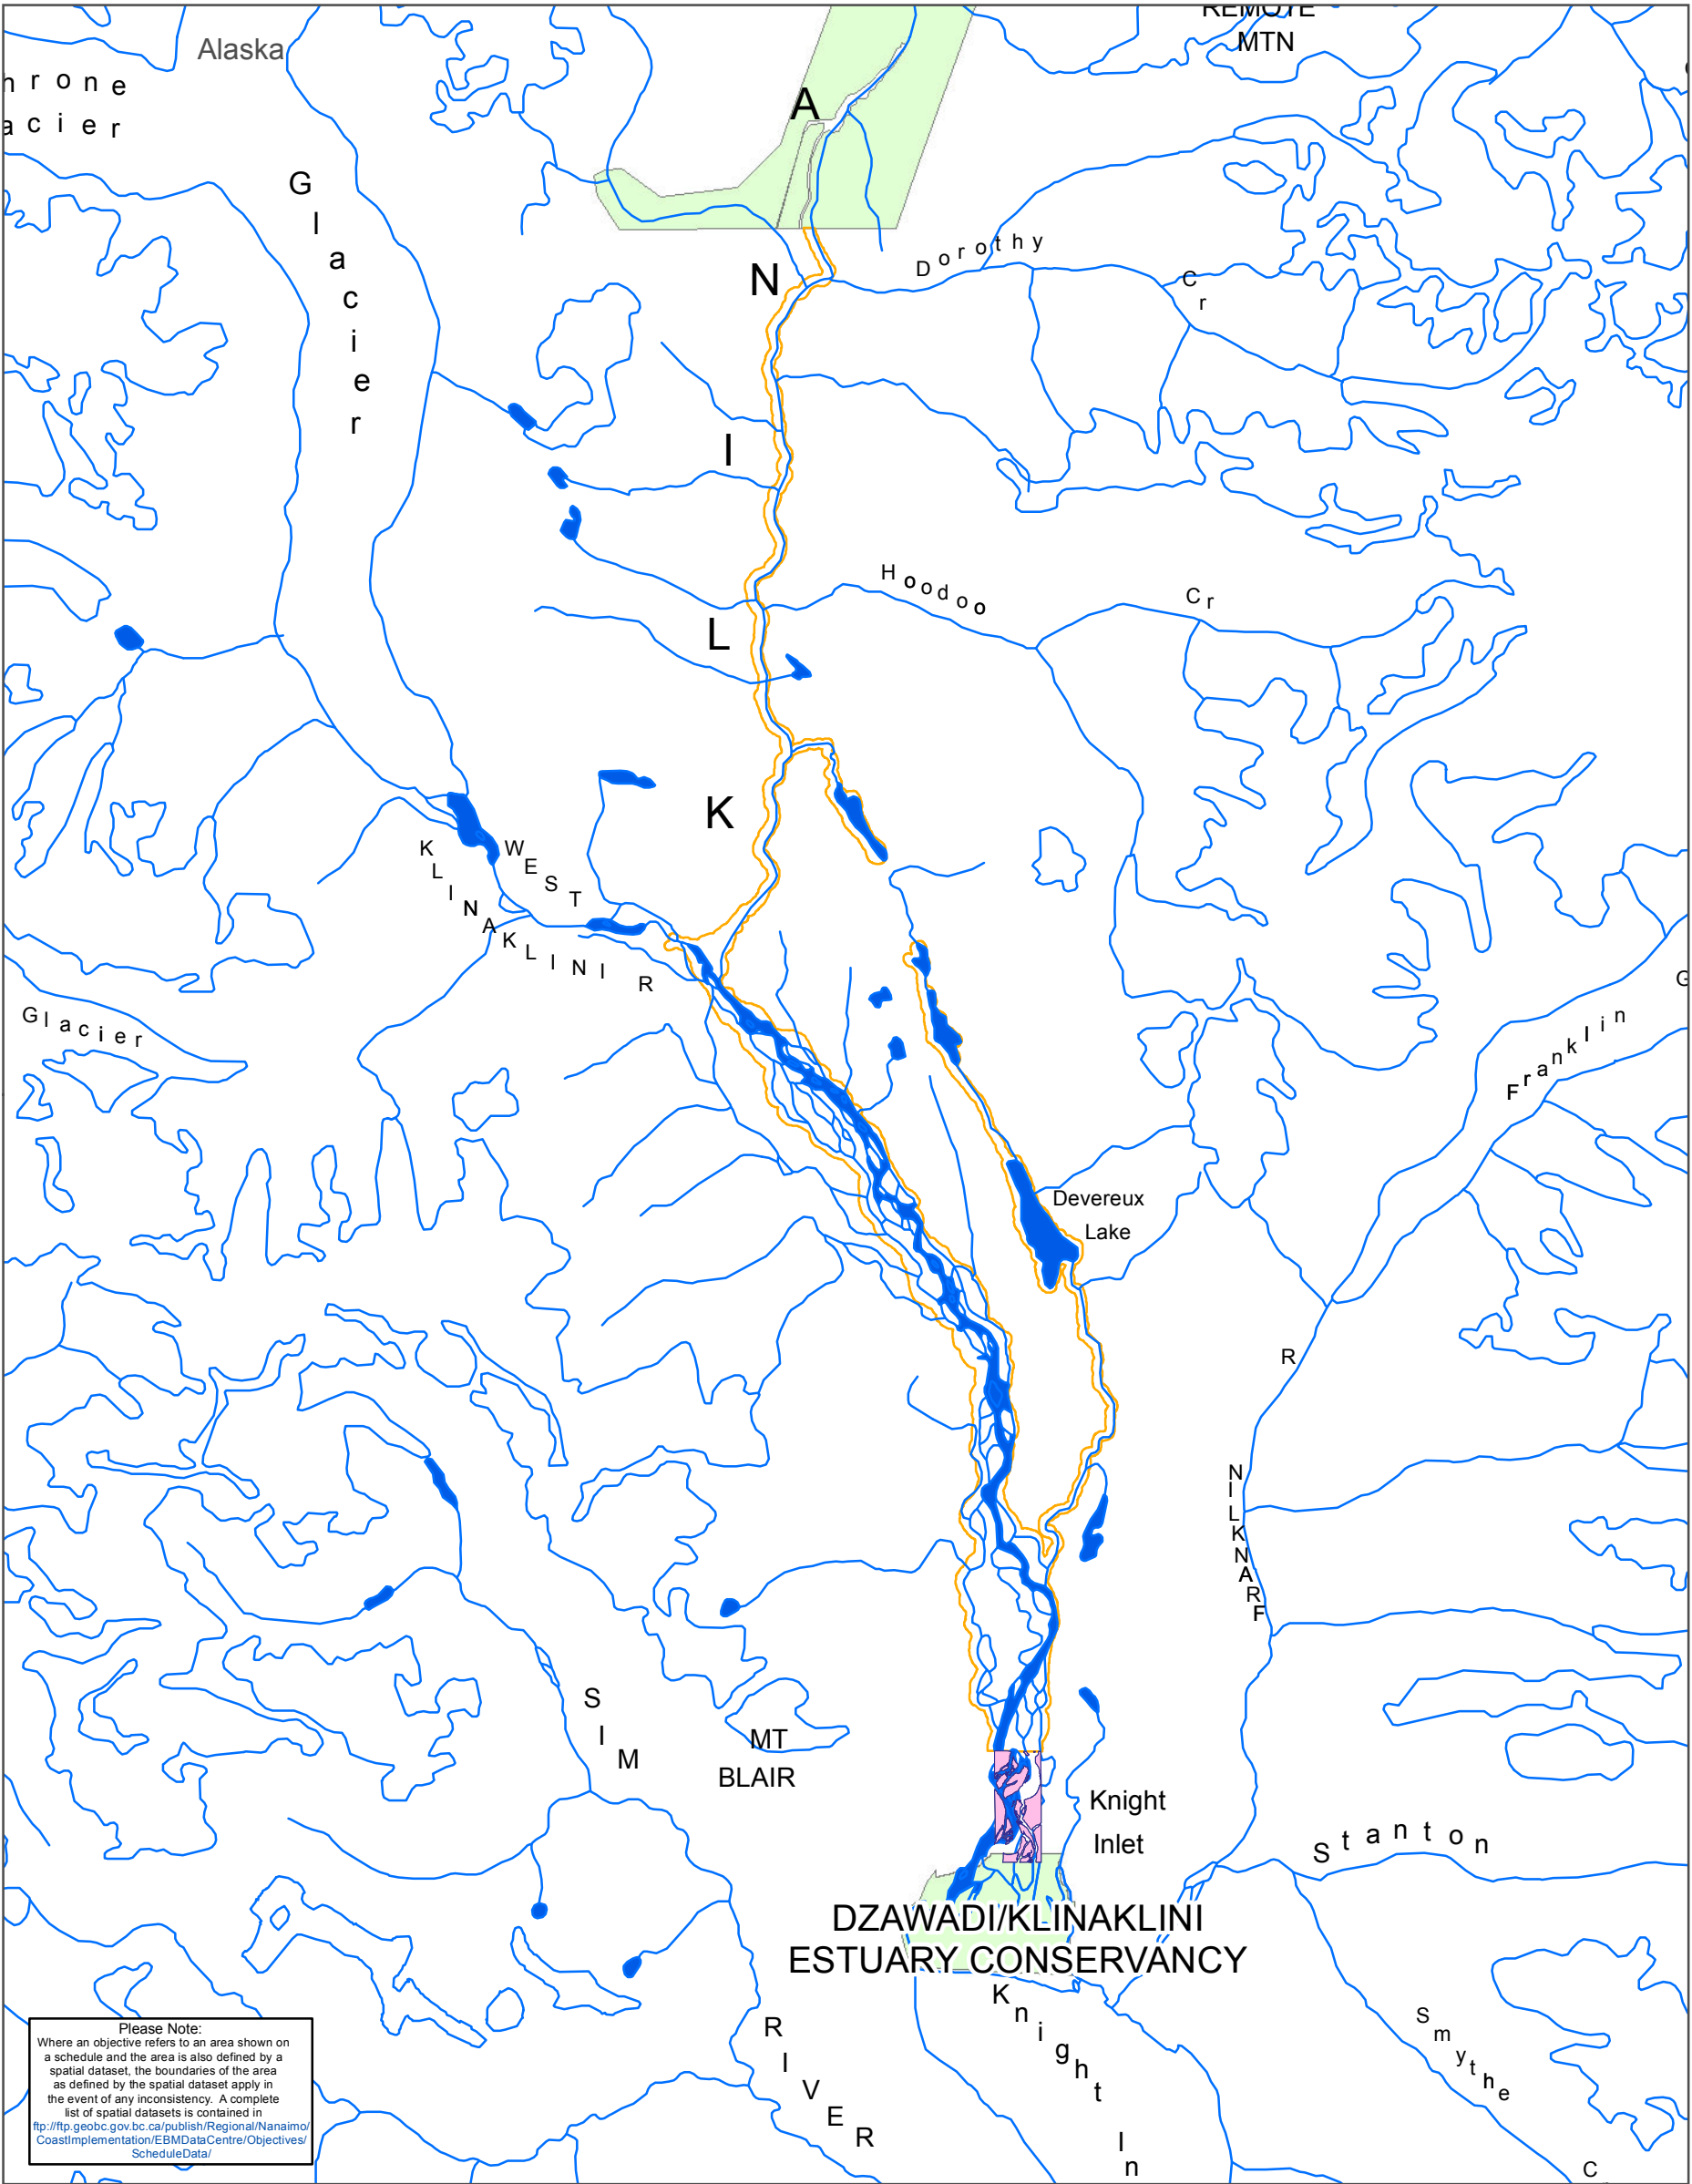 REMOTE
MTN
Alaska
hrone
acier
Glacier
A
N
I
L
K
Dorothy
Cr
Hoodoo
Cr
WEST
KLINAKLINI R
Glacier
G
Franklin
Devereux
Lake
R
NILKNARF
SIM
MT
BLAIR
Knight
Inlet
Stanton
DZAWADI/KLINAKLINI
ESTUARY CONSERVANCY
Knight
In
Smythe
C
RIVER
Please Note:
Where an objective refers to an area shown on
a schedule and the area is also defined by a
spatial dataset, the boundaries of the area
as defined by the spatial dataset apply in
the event of any inconsistency. A complete
list of spatial datasets is contained in
ftp://ftp.geobc.gov.bc.ca/publish/Regional/Nanaimo/
CoastImplementation/EBMDataCentre/Objectives/
ScheduleData/